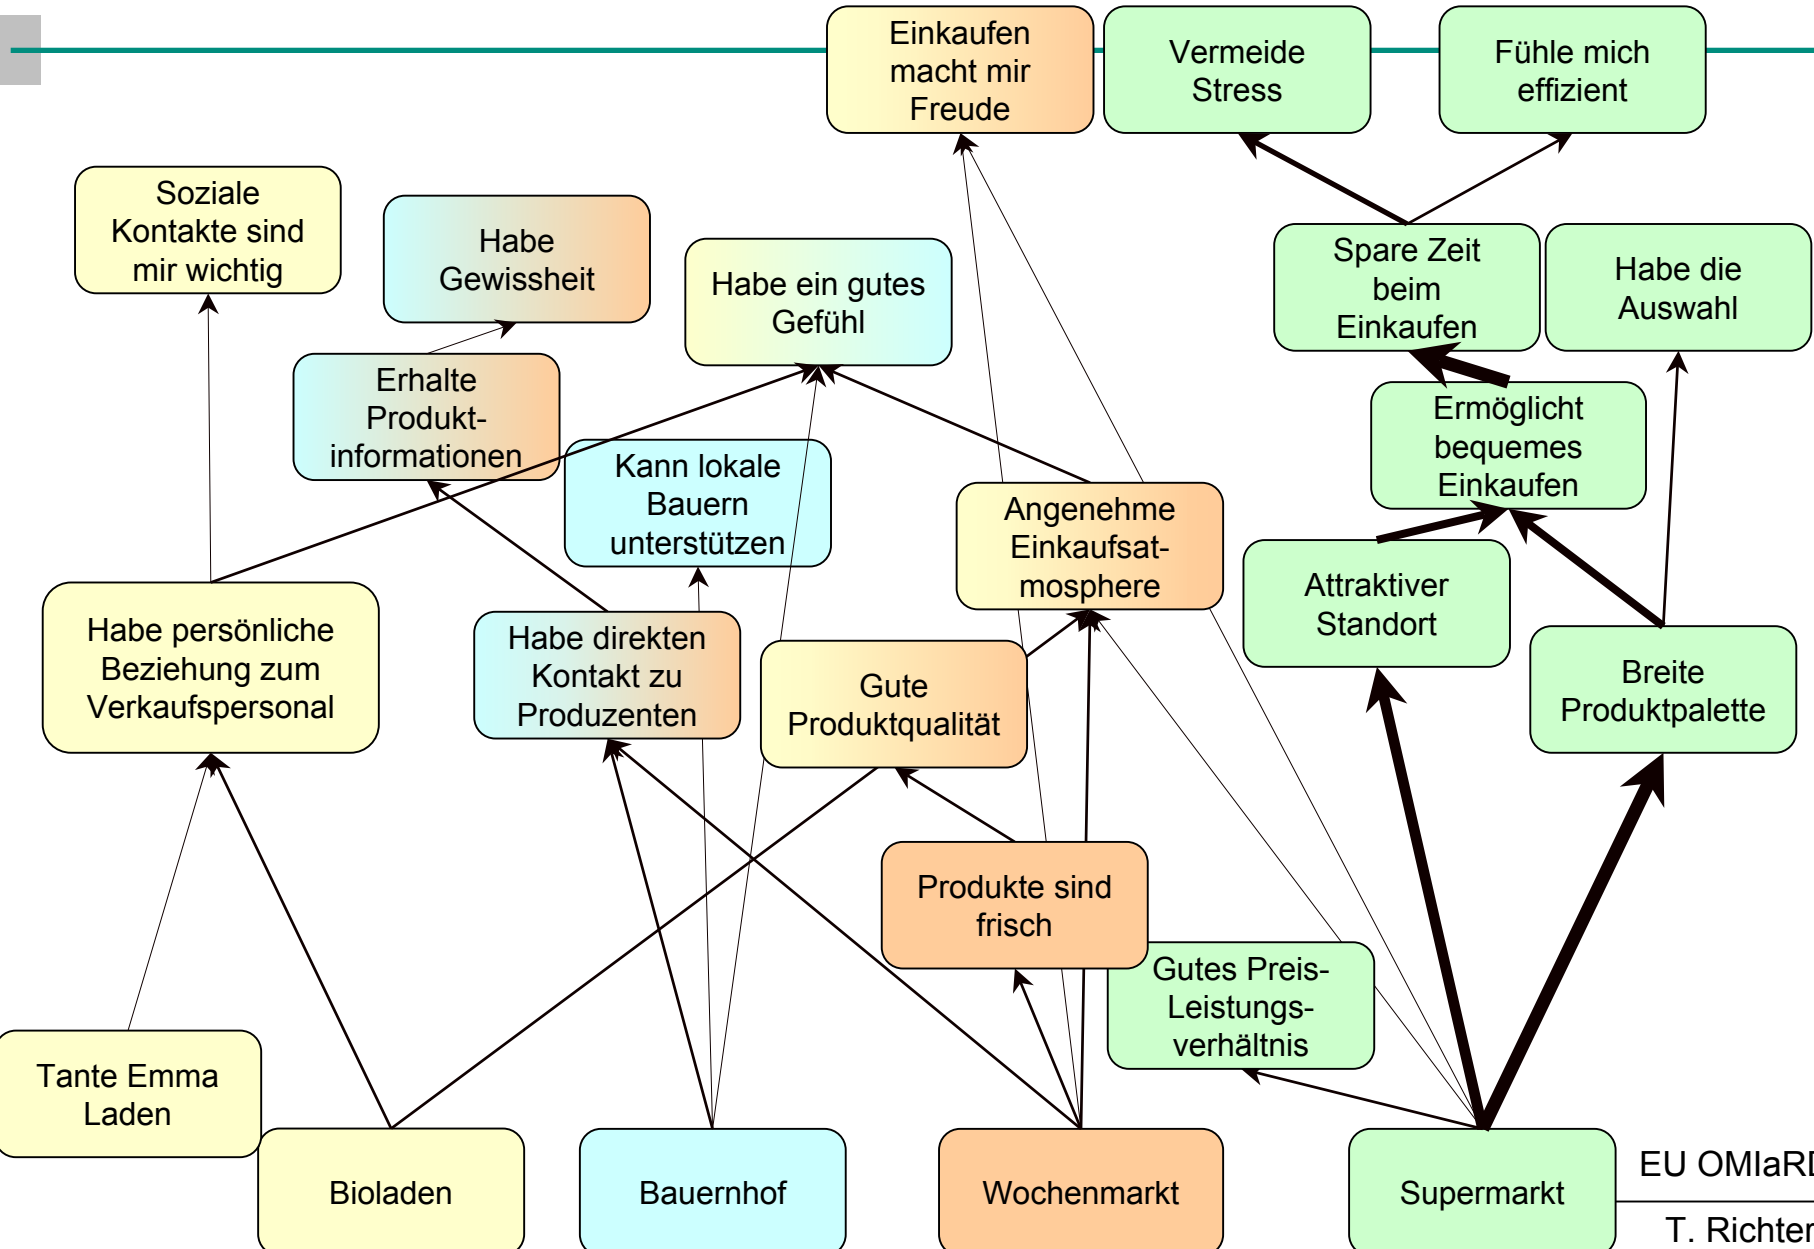 Einkaufen
macht mir
Freude
Vermeide
Stress
Fühle mich
effizient
Soziale
Kontakte sind
mir wichtig
Habe
Gewissheit
Habe ein gutes
Gefühl
Spare Zeit
beim
Einkaufen
Habe die
Auswahl
Erhalte
Produkt-
informationen
Kann lokale
Bauern
unterstützen
Ermöglicht
bequemes
Einkaufen
Angenehme
Einkaufsat-
mosphere
Attraktiver
Standort
Habe persönliche
Beziehung zum
Verkaufspersonal
Habe direkten
Kontakt zu
Produzenten
Gute
Produktqualität
Breite
Produktpalette
Produkte sind
frisch
Gutes Preis-
Leistungs-
verhältnis
Tante Emma
Laden
Bioladen
Bauernhof
Wochenmarkt
Supermarkt
EU OMIaRD
T. Richter